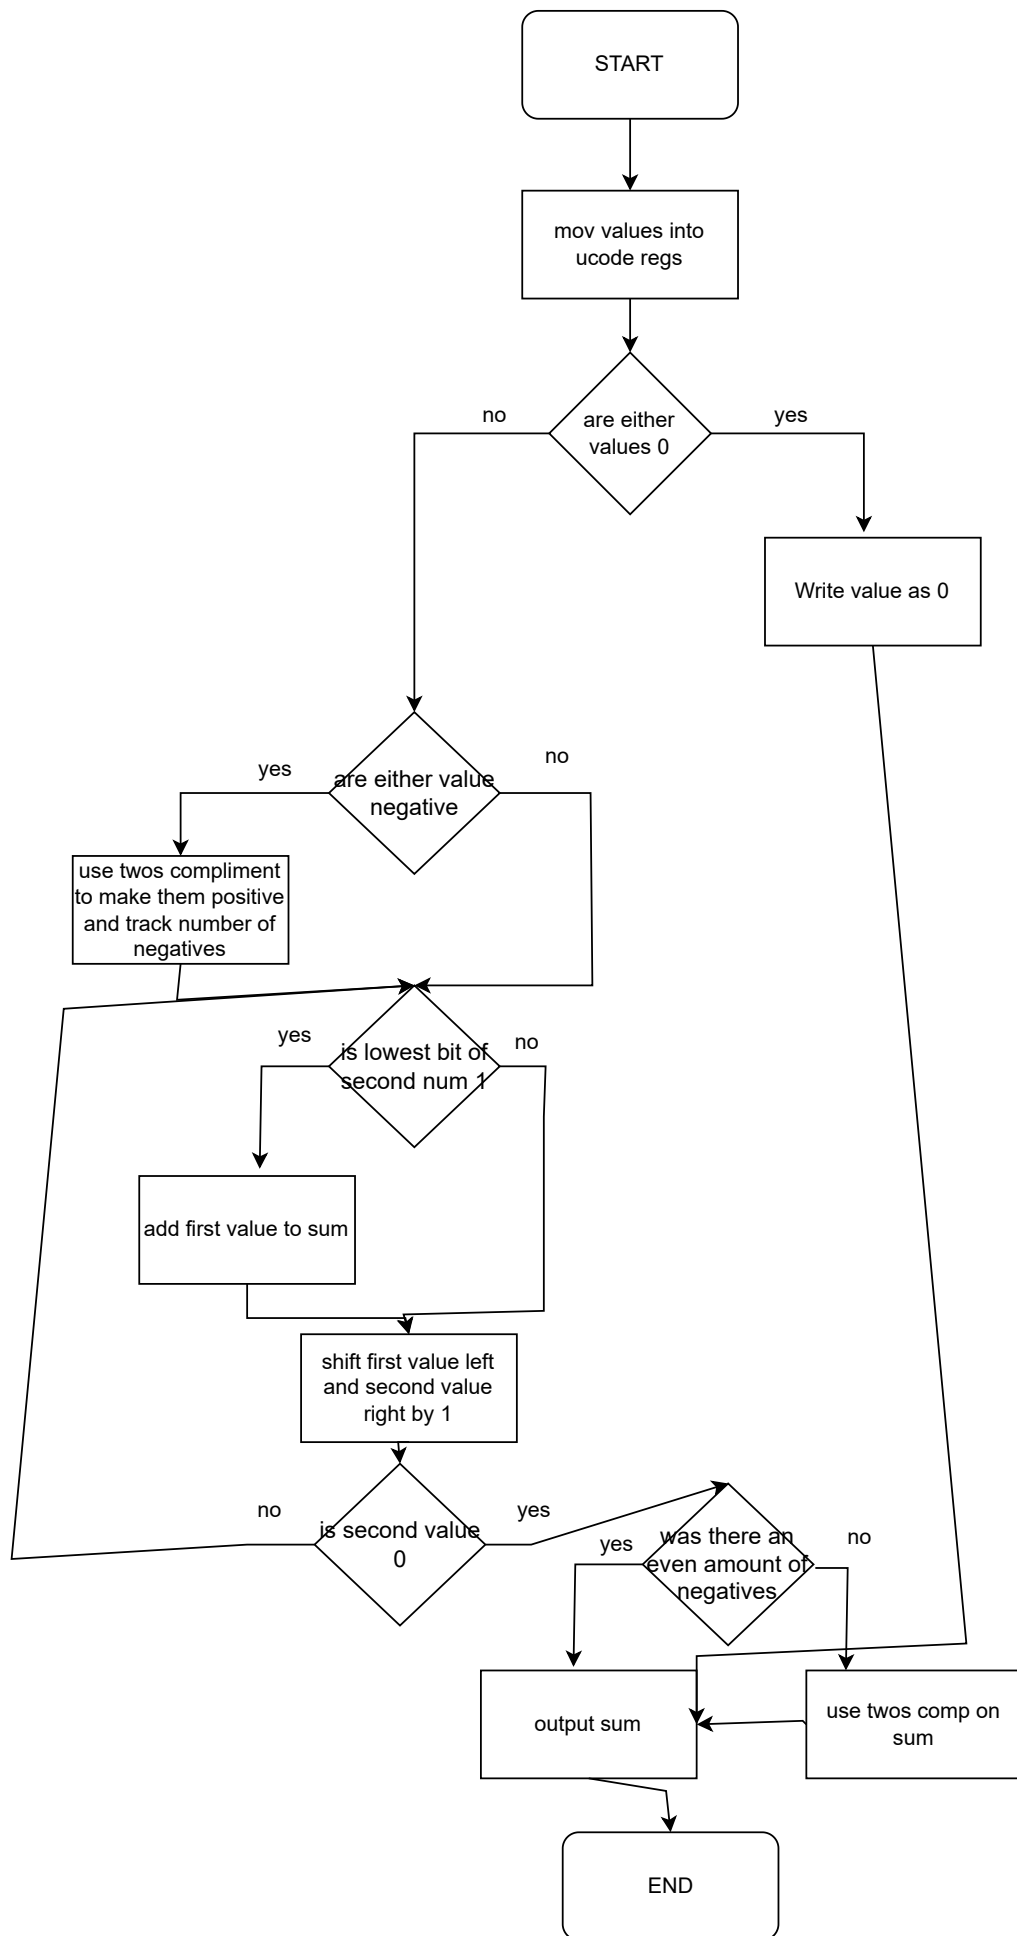 START
mov values into
ucode regs
no
are either
values 0
yes
Write value as 0
yes
are either value
negative
no
use twos compliment
to make them positive
and track number of
negatives
yes
is lowest bit of
second num 1
no
add first value to sum
shift first value left
and second value
right by 1
no
is second value
0
yes
yes
was there an
even amount of
negatives
no
output sum
use twos comp on
sum
END